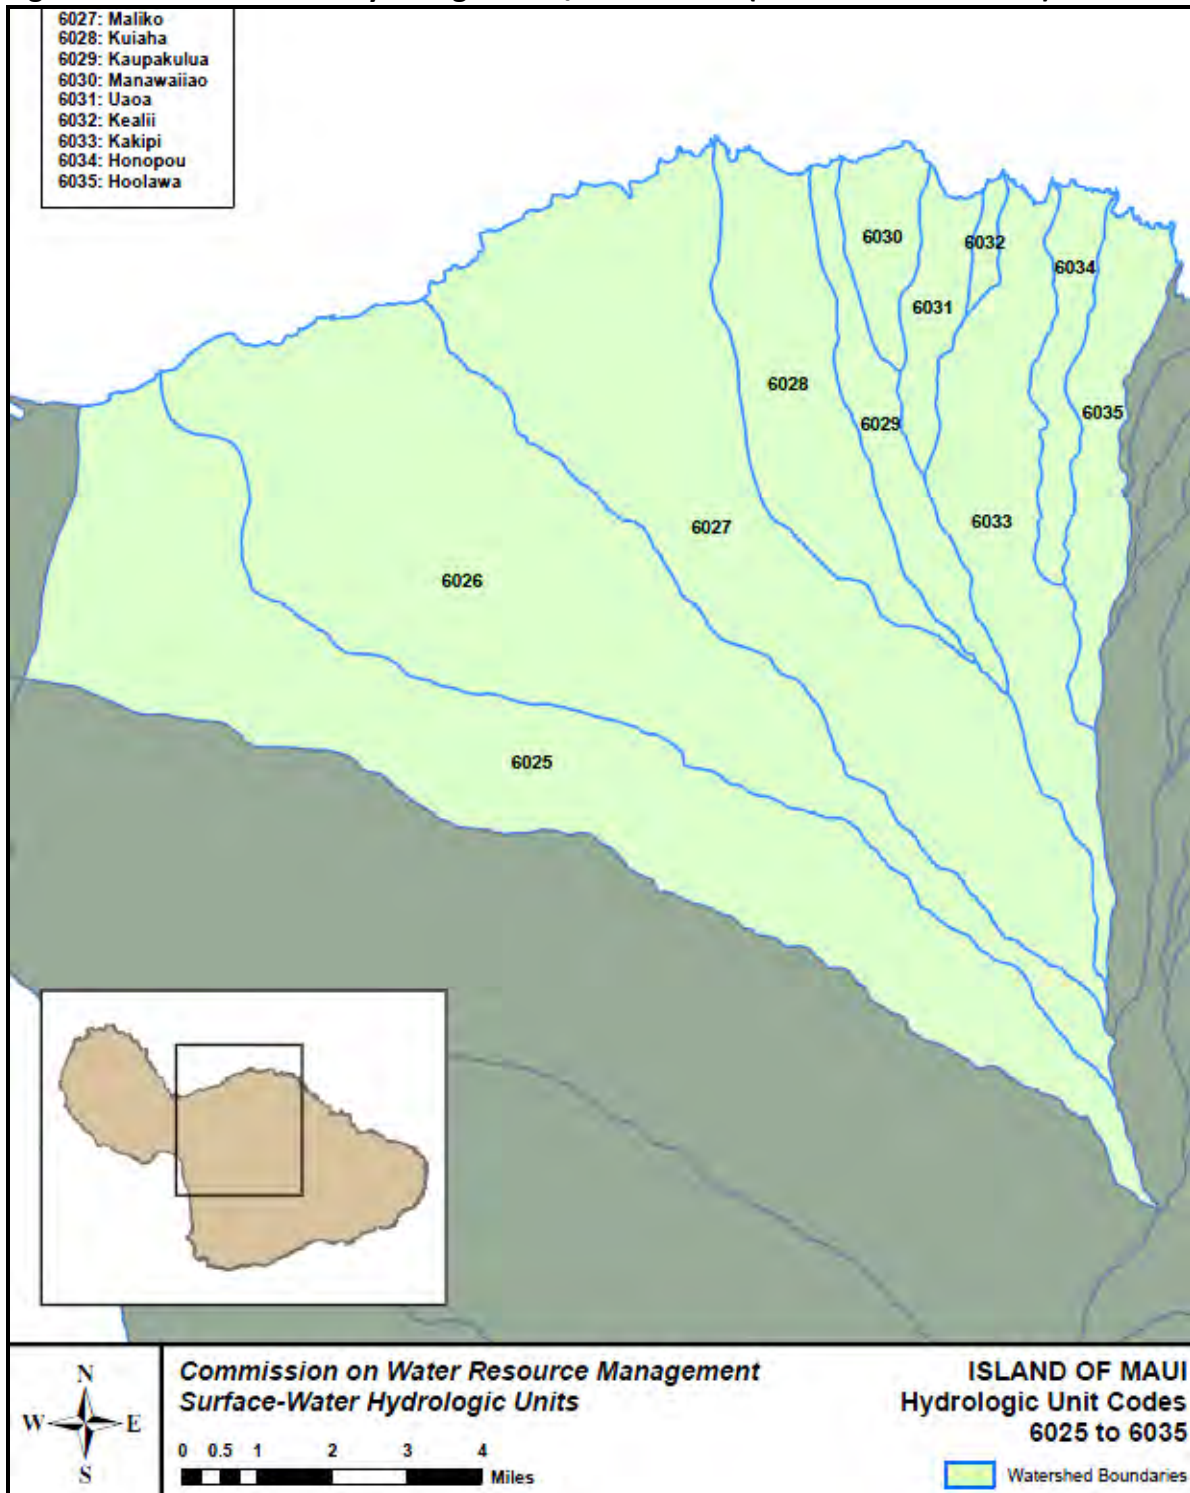 6027: Maliko
6028: Kuiaha
6029: Kaupakulua
6030: Manawaiiao
6031: Uaoa
6032: Kealii
6033: Kakipi
6034: Honopou
6035: Hoolawa
6030
6032
6034
6031
6028
6035
6029
6033
6027
6026
6025
N
W E
S
Commission on Water Resource Management
Surface-Water Hydrologic Units
0 0.5 1 2 3 4
Miles
ISLAND OF MAUI
Hydrologic Unit Codes
6025 to 6035
Watershed Boundaries